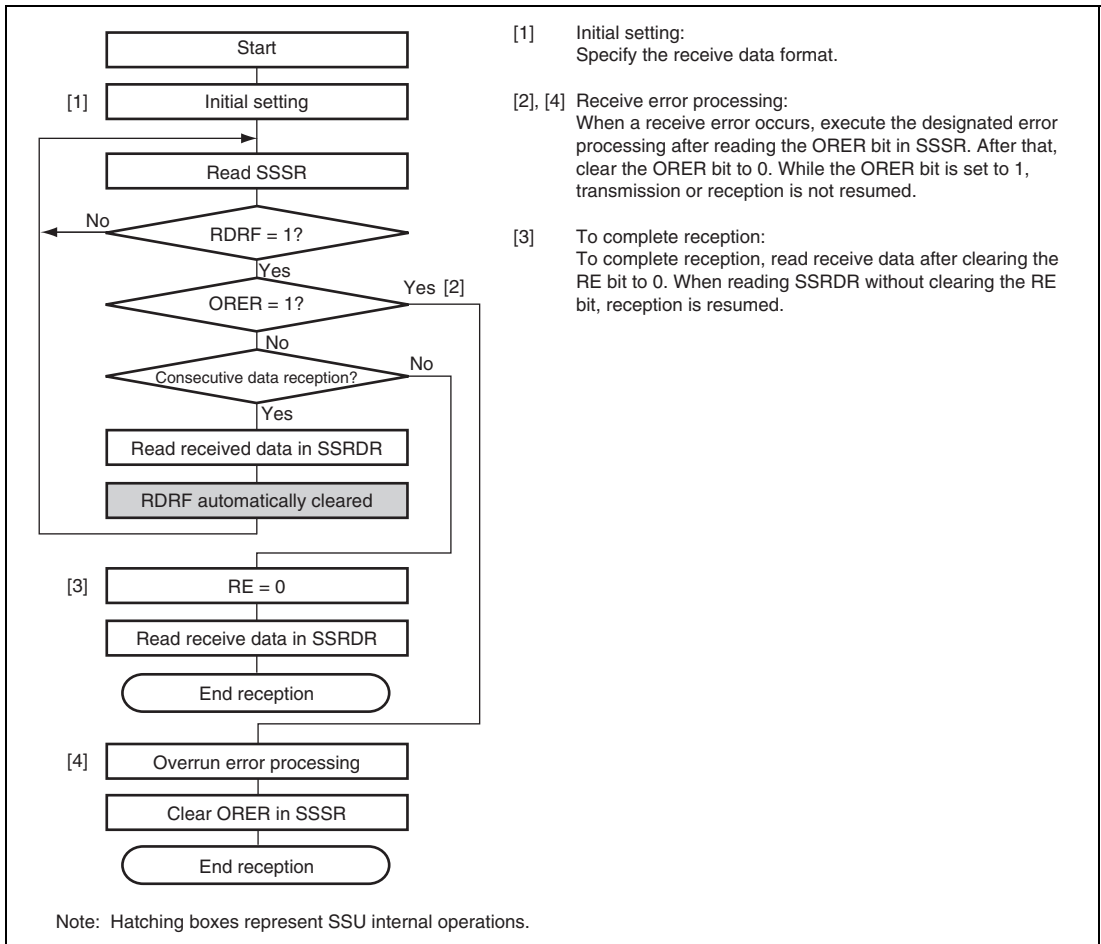 Start
[1] Initial setting
Read SSSR
No
RDRF = 1?
Yes
Yes [2]
ORER = 1?
No
No
Consecutive data reception?
Yes
Read received data in SSRDR
RDRF automatically cleared
[3] RE = 0
Read receive data in SSRDR
End reception
[4] Overrun error processing
Clear ORER in SSSR
End reception
[1] Initial setting:
Specify the receive data format.
[2], [4] Receive error processing:
When a receive error occurs, execute the designated error
processing after reading the ORER bit in SSSR. After that,
clear the ORER bit to 0. While the ORER bit is set to 1,
transmission or reception is not resumed.
[3] To complete reception:
To complete reception, read receive data after clearing the
RE bit to 0. When reading SSRDR without clearing the RE
bit, reception is resumed.
Note: Hatching boxes represent SSU internal operations.